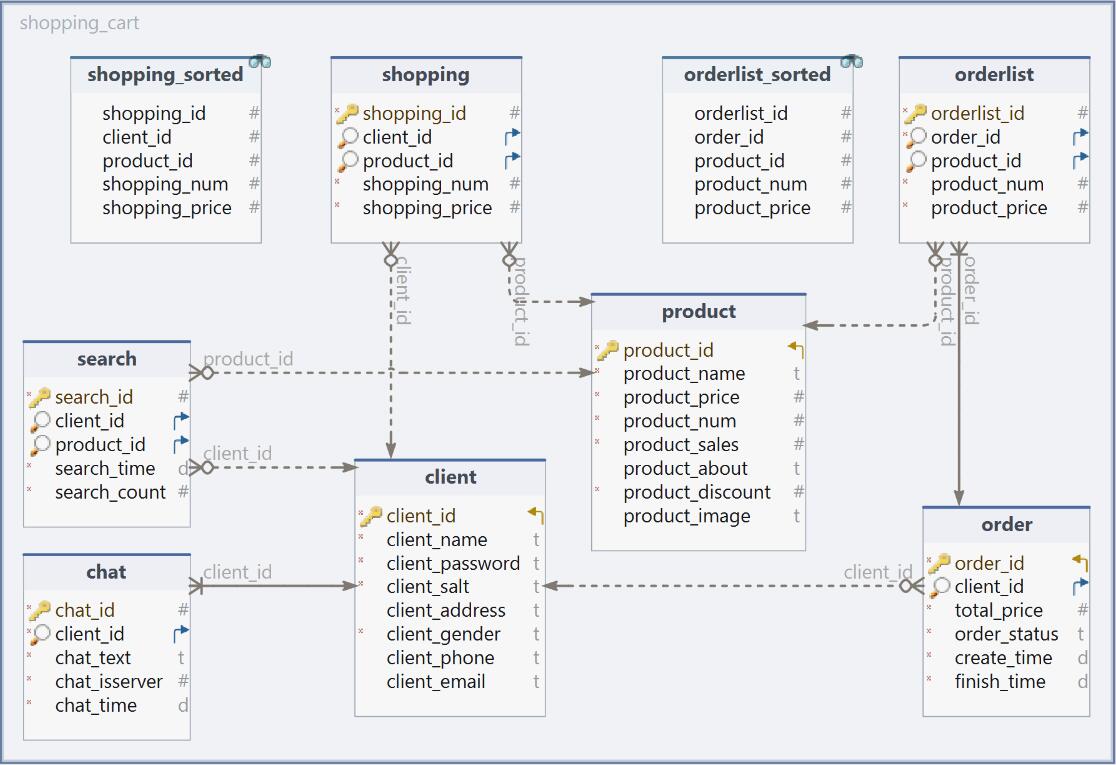 shopping_cart
shopping_sorted
shopping_id #
client_id #
product_id #
shopping_num #
shopping_price #
shopping
shopping_id #
client_id
product_id
shopping_num #
shopping_price #
orderlist_sorted
orderlist_id #
order_id #
product_id #
product_num #
product_price #
orderlist
orderlist_id #
order_id
product_id
product_num #
product_price #
client_id
product_id
product_id
order_id
product
product_id
product_name t
product_price #
product_num #
product_sales #
product_about t
product_discount #
product_image t
search
search_id #
client_id
product_id
search_time d
search_count #
product_id
client_id
client
client_id
client_name t
client_password t
client_salt t
client_address t
client_gender t
client_phone t
client_email t
chat
chat_id #
client_id
chat_text t
chat_isserver #
chat_time d
client_id
client_id
order
order_id
client_id
total_price #
order_status t
create_time d
finish_time d